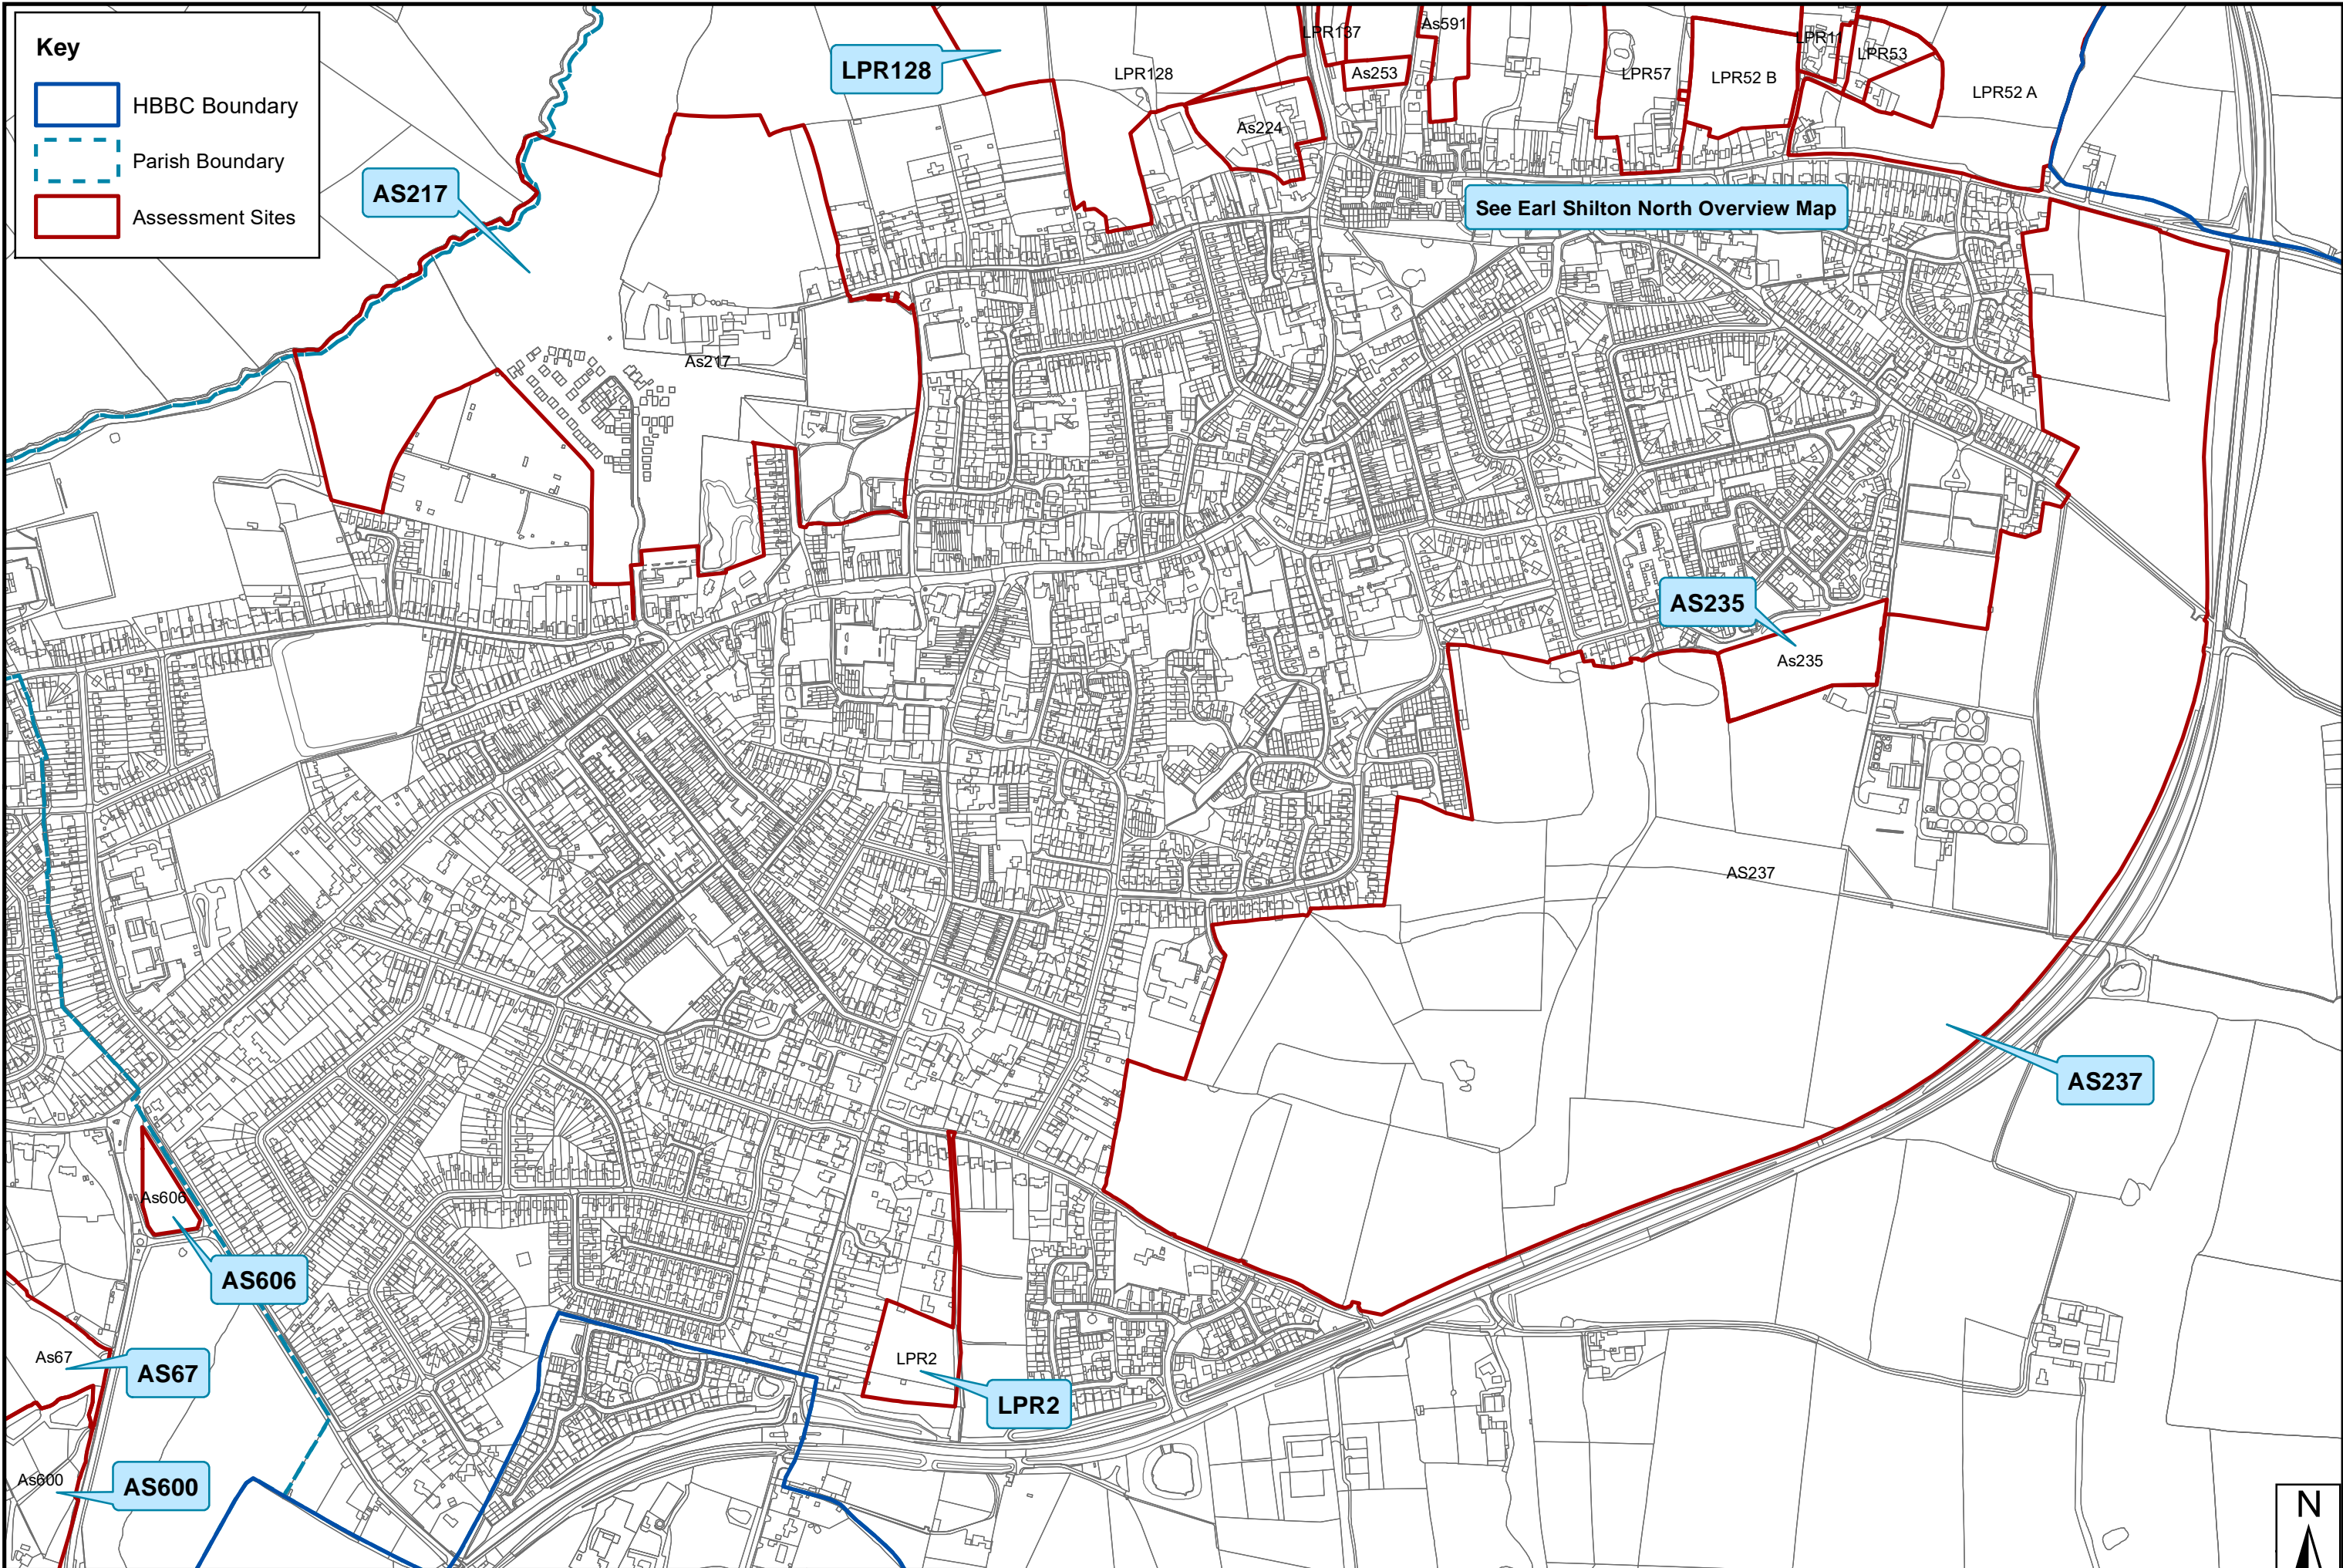 Key
HBBC Boundary
Parish Boundary
Assessment Sites
LPR128
LPR128
LPR137
As591
As253
As224
LPR57
LPR52 B
LPR11
LPR53
LPR52 A
AS217
See Earl Shilton North Overview Map
As217
AS235
As235
AS237
AS237
As606
AS606
As67
AS67
LPR2
LPR2
As600
AS600
N